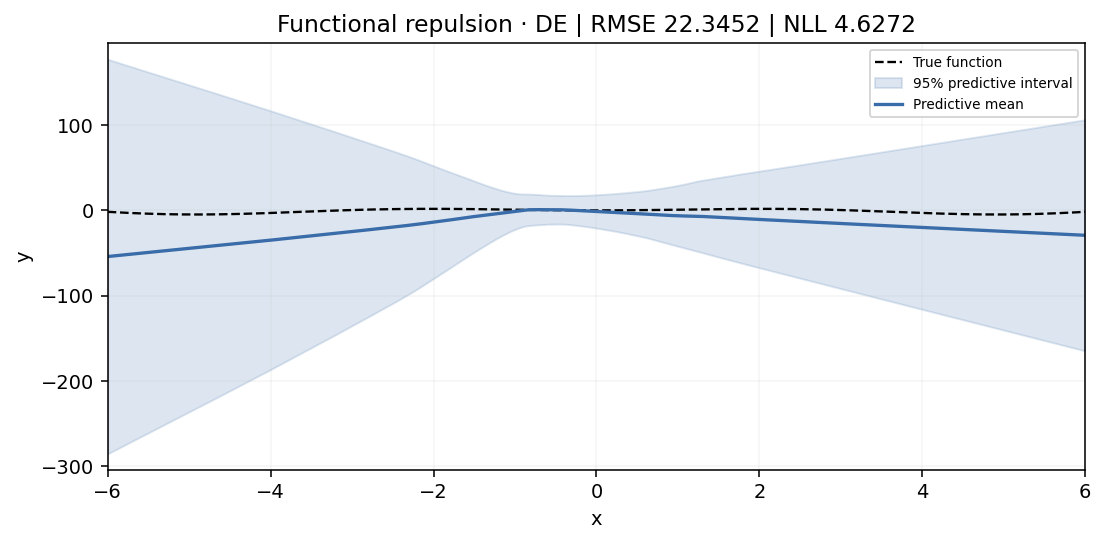 Functional repulsion · DE | RMSE 22.3452 | NLL 4.6272
True function
95% predictive interval
Predictive mean
100
0
−100
−200
−300
y
−6
−4
−2
0
2
4
6
x